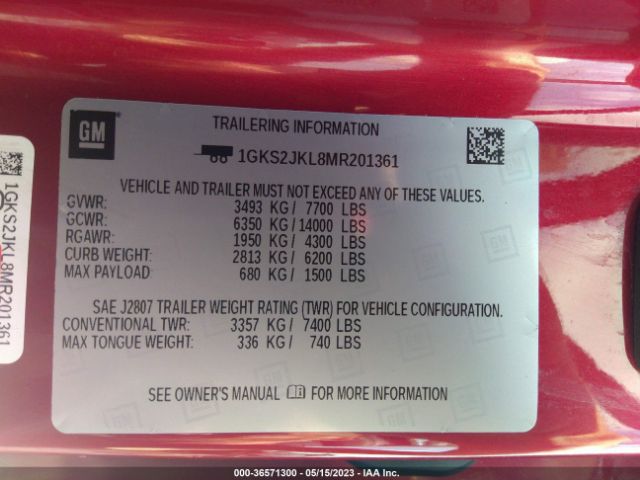 GM
TRAILERING INFORMATION
1GKS2JKL8MR201361
VEHICLE AND TRAILER MUST NOT EXCEED ANY OF THESE VALUES.
GVWR: 3493 KG / 7700 LBS
GCWR: 6350 KG / 14000 LBS
RGAWR: 1950 KG / 4300 LBS
CURB WEIGHT: 2813 KG / 6200 LBS
MAX PAYLOAD: 680 KG / 1500 LBS
SAE J2807 TRAILER WEIGHT RATING (TWR) FOR VEHICLE CONFIGURATION.
CONVENTIONAL TWR: 3357 KG / 7400 LBS
MAX TONGUE WEIGHT: 336 KG / 740 LBS
SEE OWNER'S MANUAL FOR MORE INFORMATION
1GKS2JKL8MR201361
000-36571300 - 05/15/2023 - IAA Inc.